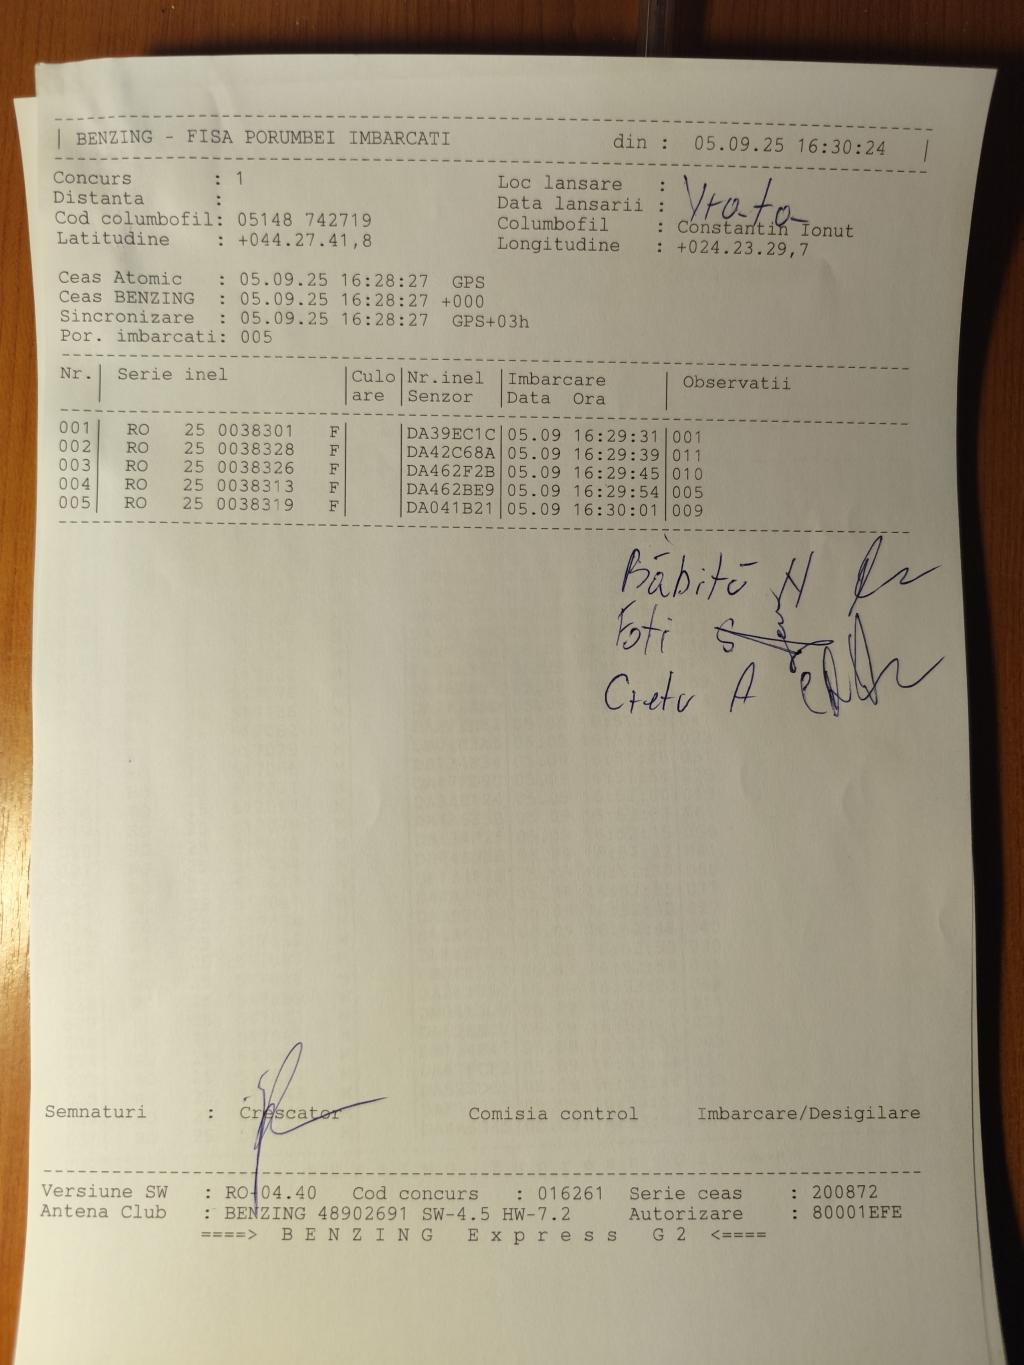 | BENZING - FISA PORUMBEI IMBARCATI din : 05.09.25 16:30:24 |
Concurs : 1 Loc lansare :
Distanta : Data lansarii : Vrata
Cod columbofil: 05148 742719 Columbofil : Constantin Ionut
Latitudine : +044.27.41,8 Longitudine : +024.23.29,7
Ceas Atomic : 05.09.25 16:28:27 GPS
Ceas BENZING : 05.09.25 16:28:27 +000
Sincronizare : 05.09.25 16:28:27 GPS+03h
Por. imbarcati: 005
Nr.| Serie inel |Culo|Nr.inel |Imbarcare | Observatii
| |are |Senzor |Data Ora |
001| RO 25 0038301 F| |DA39EC1C|05.09 16:29:31|001
002| RO 25 0038328 F| |DA42C68A|05.09 16:29:39|011
003| RO 25 0038326 F| |DA462F2B|05.09 16:29:45|010
004| RO 25 0038313 F| |DA462BE9|05.09 16:29:54|005
005| RO 25 0038319 F| |DA041B21|05.09 16:30:01|009
Băbită H
Foti S
Cretu A
Semnaturi : Crescator Comisia control Imbarcare/Desigilare
Versiune SW : RO-04.40 Cod concurs : 016261 Serie ceas : 200872
Antena Club : BENZING 48902691 SW-4.5 HW-7.2 Autorizare : 80001EFE
====> B E N Z I N G E x p r e s s G 2 <====